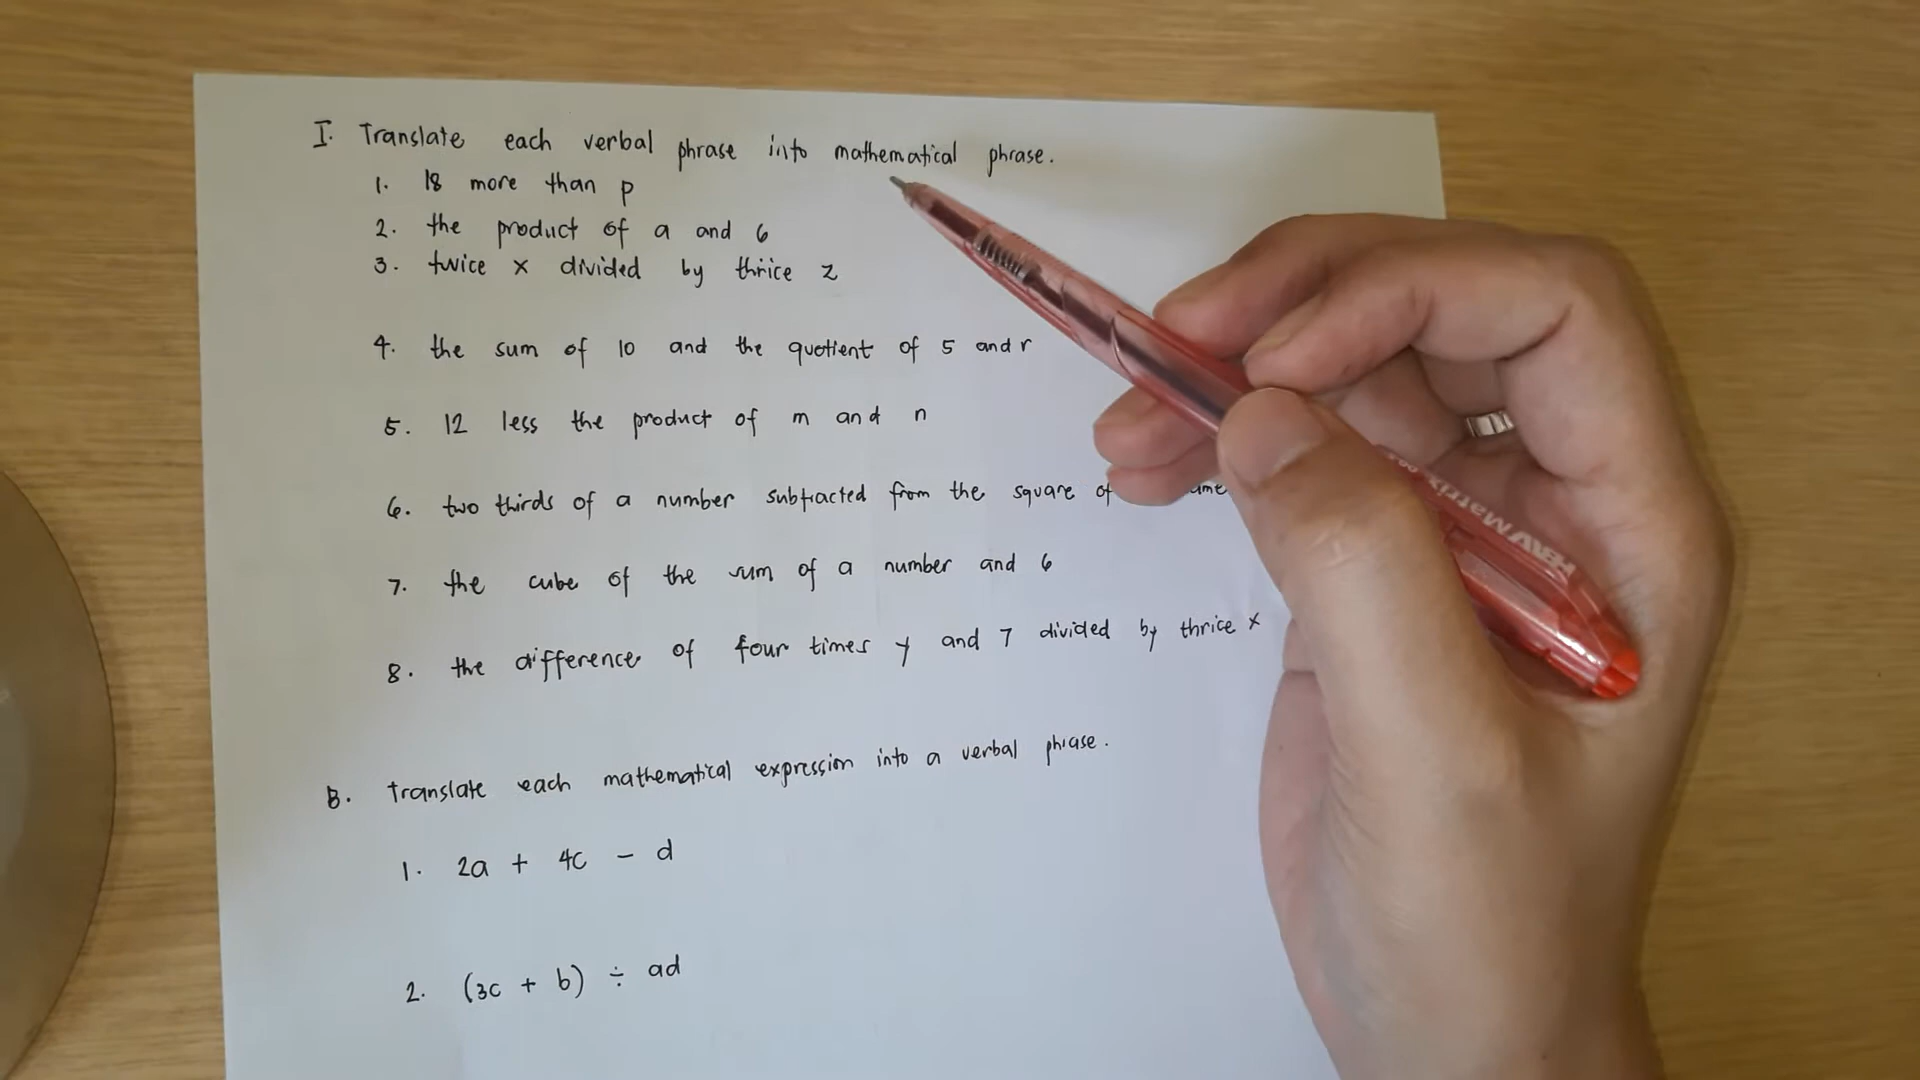 I. Translate each verbal phrase into mathematical phrase.
1. 18 more than p
2. the product of a and 6
3. twice x divided by thrice z
4. the sum of 10 and the quotient of 5 and r
5. 12 less the product of m and n
6. two thirds of a number subtracted from the square of
7. the cube of the sum of a number and 6
8. the difference of four times y and 7 divided by thrice x
B. Translate each mathematical expression into a verbal phrase.
1. 2a + 4c - d
2. (3c + b) ÷ ad
HBW Matrix